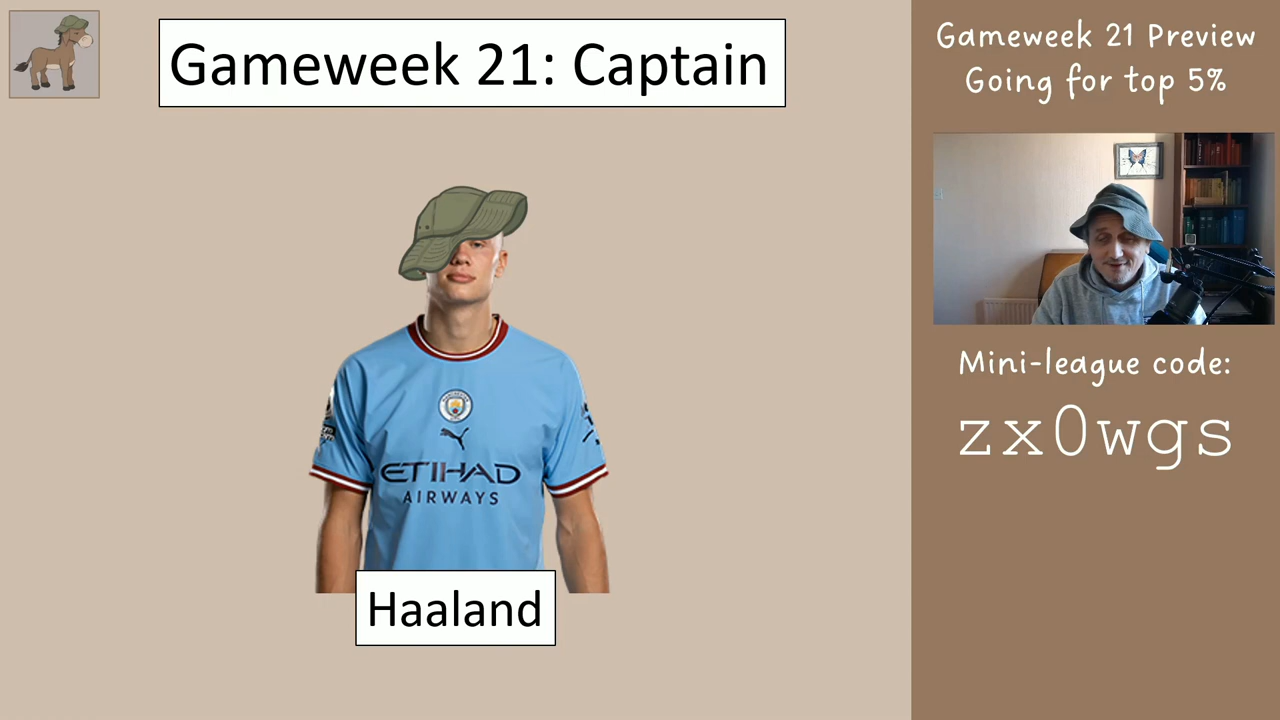 Gameweek 21: Captain
ETIHAD
AIRWAYS
Haaland
Gameweek 21 Preview
Going for top 5%
Mini-league code:
zx0wgs